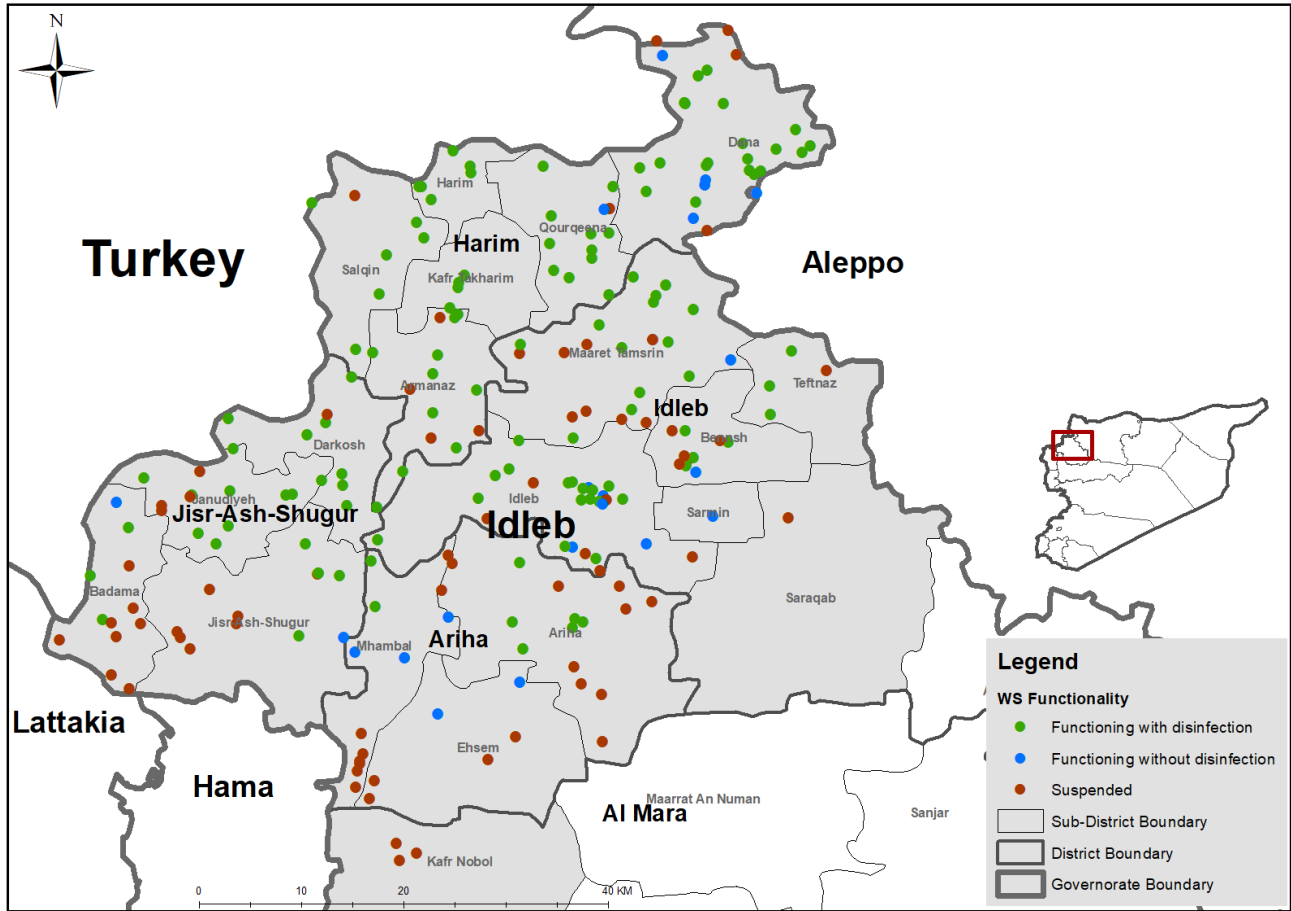 N
Dana
Harim
Harim
Qourqeena
Turkey
Aleppo
Salqin
Kafr Takharim
Maaret Tamsrin
Armanaz
Teftnaz
Idleb
Bennsh
Darkosh
Janudiyeh
Jisr-Ash-Shugur
Idleb
Idleb
Sarmin
Badama
Saraqab
Jisr-Ash-Shugur
Ariha
Ariha
Mhambal
Lattakia
Ehsem
Hama
Maarrat An Numan
Al Mara
Sanjar
Kafr Nobol
0 10 20 40 KM
Legend
WS Functionality
Functioning with disinfection
Functioning without disinfection
Suspended
Sub-District Boundary
District Boundary
Governorate Boundary